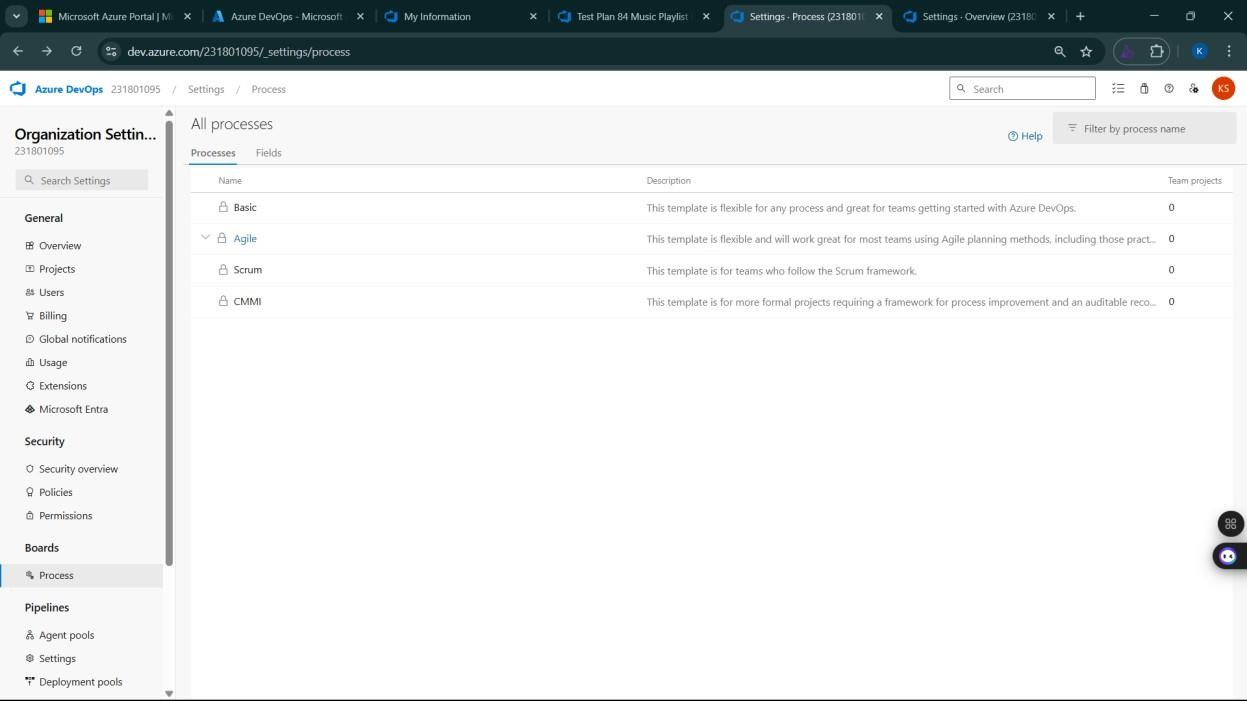 Microsoft Azure Portal | Mi
Azure DevOps - Microsoft
My Information
Test Plan 84 Music Playlist
Settings · Process (231801
Settings · Overview (23180
dev.azure.com/231801095/_settings/process
K
Azure DevOps 231801095 / Settings / Process
Search
KS
Organization Settin...
231801095
Search Settings
General
Overview
Projects
Users
Billing
Global notifications
Usage
Extensions
Microsoft Entra
Security
Security overview
Policies
Permissions
Boards
Process
Pipelines
Agent pools
Settings
Deployment pools
All processes
Help
Filter by process name
Processes Fields
Name Description Team projects
Basic This template is flexible for any process and great for teams getting started with Azure DevOps. 0
Agile This template is flexible and will work great for most teams using Agile planning methods, including those pract... 0
Scrum This template is for teams who follow the Scrum framework. 0
CMMI This template is for more formal projects requiring a framework for process improvement and an auditable reco... 0